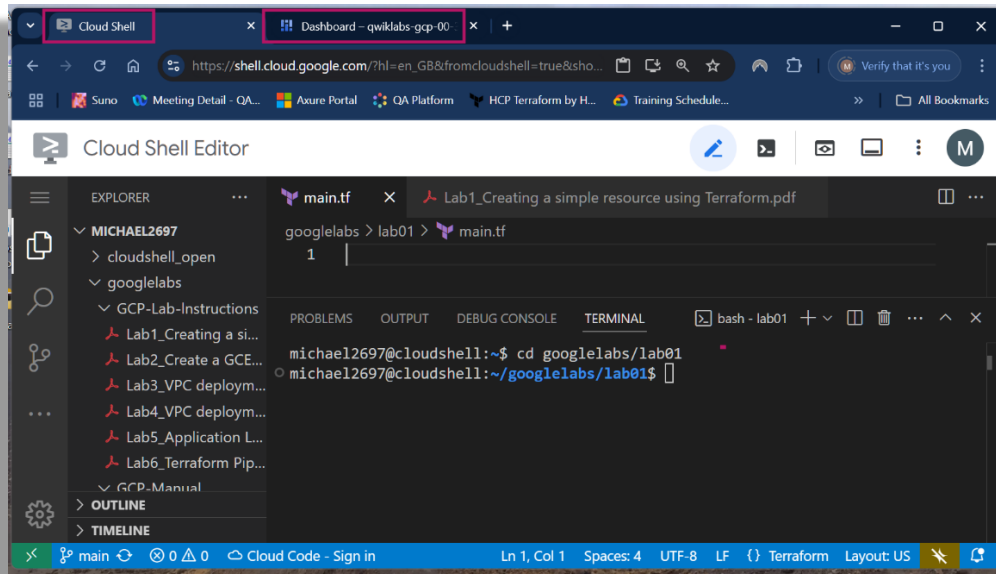 Cloud Shell
Dashboard – qwiklabs-gcp-00-
https://shell.cloud.google.com/?hl=en_GB&fromcloudshell=true&sho...
Verify that it's you
Suno
Meeting Detail - QA...
Axure Portal
QA Platform
HCP Terraform by H...
Training Schedule...
»
All Bookmarks
Cloud Shell Editor
M
EXPLORER
main.tf
Lab1_Creating a simple resource using Terraform.pdf
MICHAEL2697
googlelabs > lab01 > main.tf
cloudshell_open
1
googlelabs
GCP-Lab-Instructions
Lab1_Creating a si...
Lab2_Create a GCE...
Lab3_VPC deploym...
Lab4_VPC deploym...
Lab5_Application L...
Lab6_Terraform Pip...
GCP-Manual
OUTLINE
TIMELINE
PROBLEMS OUTPUT DEBUG CONSOLE TERMINAL
bash - lab01
michael2697@cloudshell:~$ cd googlelabs/lab01
michael2697@cloudshell:~/googlelabs/lab01$
main 0 0 Cloud Code - Sign in Ln 1, Col 1 Spaces: 4 UTF-8 LF {} Terraform Layout: US